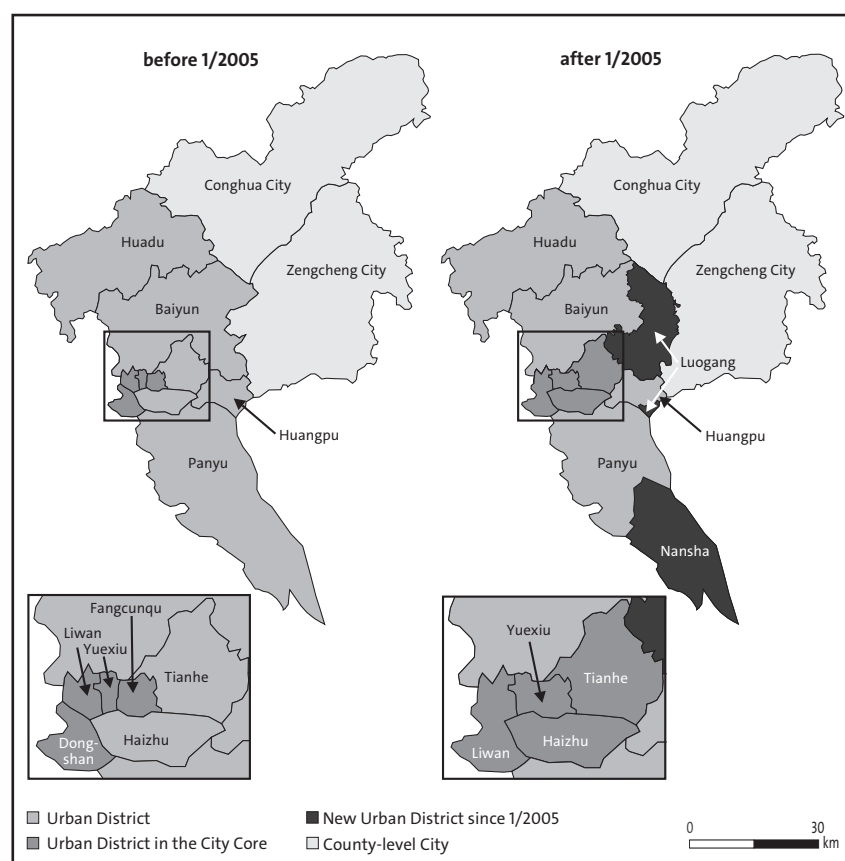 before 1/2005
after 1/2005
Conghua City
Huadu
Zengcheng City
Baiyun
Huangpu
Panyu
Conghua City
Huadu
Zengcheng City
Baiyun
Luogang
Huangpu
Panyu
Nansha
Fangcunqu
Liwan
Yuexiu
Tianhe
Haizhu
Dong-
shan
Yuexiu
Tianhe
Haizhu
Liwan
Urban District
Urban District in the City Core
New Urban District since 1/2005
County-level City
0 30
km